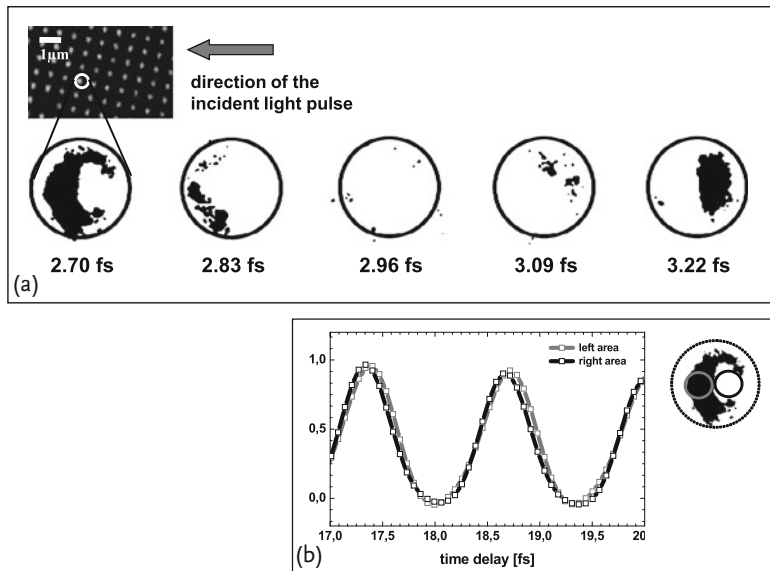 1µm
direction of the
incident light pulse
2.70 fs
2.83 fs
2.96 fs
3.09 fs
3.22 fs
(a)
left area
right area
1,0
0,5
0,0
17,0
17,5
18,0
18,5
19,0
19,5
20
time delay [fs]
(b)